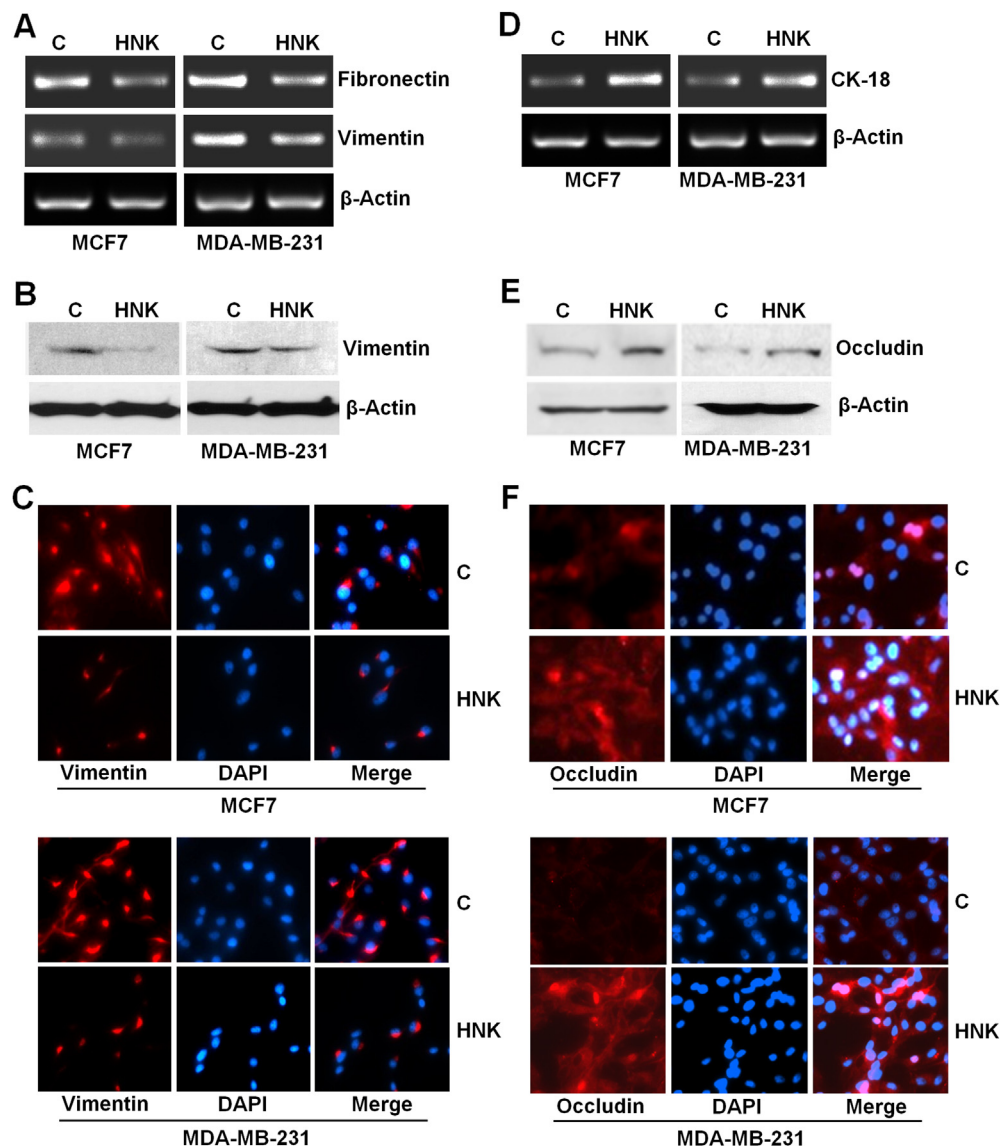 A
C HNK C HNK
Fibronectin
Vimentin
β-Actin
MCF7 MDA-MB-231
B
C HNK C HNK
Vimentin
β-Actin
MCF7 MDA-MB-231
C
C
HNK
Vimentin DAPI Merge
MCF7
C
HNK
Vimentin DAPI Merge
MDA-MB-231
D
C HNK C HNK
CK-18
β-Actin
MCF7 MDA-MB-231
E
C HNK C HNK
Occludin
β-Actin
MCF7 MDA-MB-231
F
C
HNK
Occludin DAPI Merge
MCF7
C
HNK
Occludin DAPI Merge
MDA-MB-231